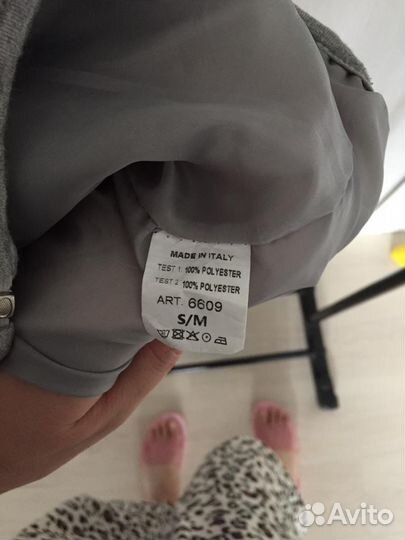 MADE IN ITALY
TEST 1 100% POLYESTER
TEST 2 100% POLYESTER
ART. 6609
S/M
Avito